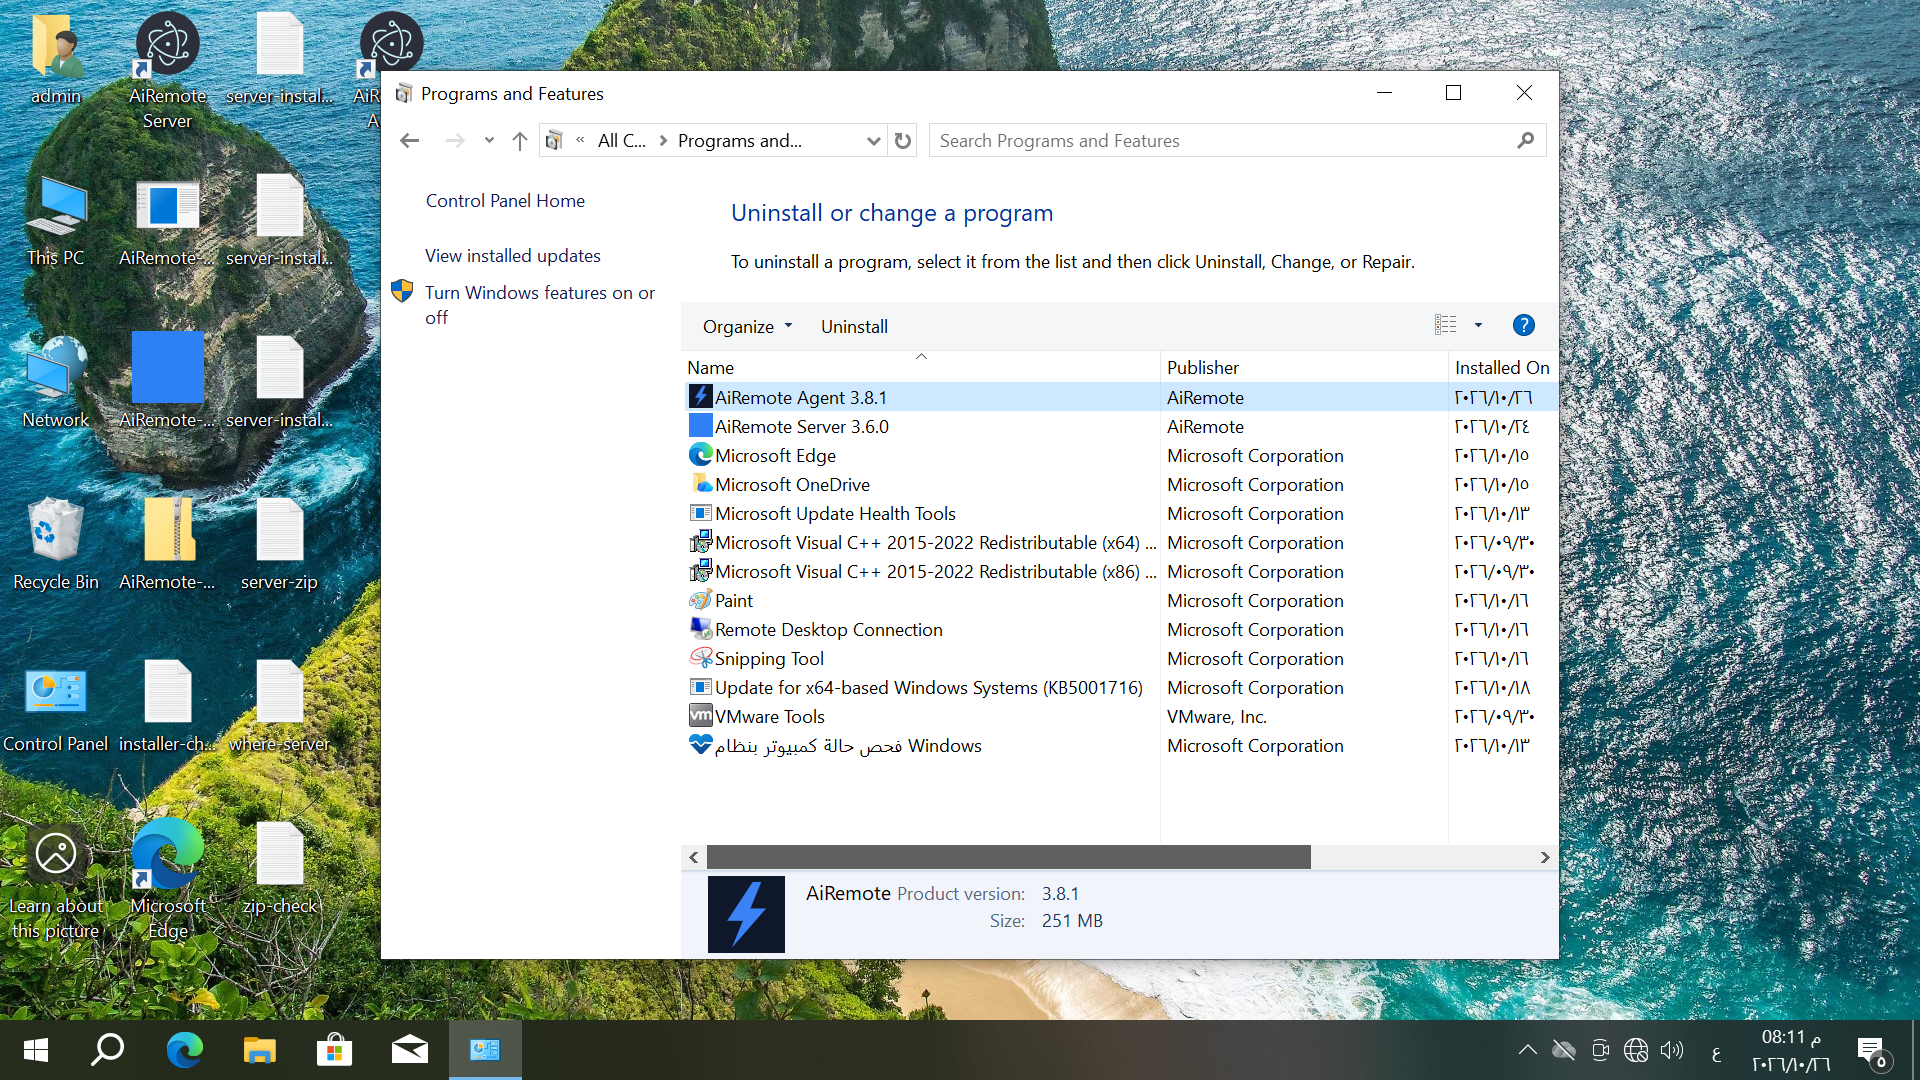 admin
AiRemote
Server
server-instal...
AiR
A
This PC
AiRemote-...
server-instal...
Network
AiRemote-...
server-instal...
Recycle Bin
AiRemote-...
server-zip
Control Panel
installer-ch...
where-server
Learn about
this picture
Microsoft
Edge
zip-check
Programs and Features
« All C... > Programs and...
Search Programs and Features
Control Panel Home
View installed updates
Turn Windows features on or
off
Uninstall or change a program
To uninstall a program, select it from the list and then click Uninstall, Change, or Repair.
Organize
Uninstall
Name Publisher Installed On
AiRemote Agent 3.8.1 AiRemote ٢٠٢٦/١٠/٢٦
AiRemote Server 3.6.0 AiRemote ٢٠٢٦/١٠/٢٤
Microsoft Edge Microsoft Corporation ٢٠٢٦/١٠/١٥
Microsoft OneDrive Microsoft Corporation ٢٠٢٦/١٠/١٥
Microsoft Update Health Tools Microsoft Corporation ٢٠٢٦/١٠/١٣
Microsoft Visual C++ 2015-2022 Redistributable (x64) ... Microsoft Corporation ٢٠٢٦/٠٩/٣٠
Microsoft Visual C++ 2015-2022 Redistributable (x86) ... Microsoft Corporation ٢٠٢٦/٠٩/٣٠
Paint Microsoft Corporation ٢٠٢٦/١٠/١٦
Remote Desktop Connection Microsoft Corporation ٢٠٢٦/١٠/١٦
Snipping Tool Microsoft Corporation ٢٠٢٦/١٠/١٦
Update for x64-based Windows Systems (KB5001716) Microsoft Corporation ٢٠٢٦/١٠/١٨
vm VMware Tools VMware, Inc. ٢٠٢٦/٠٩/٣٠
فحص حالة كمبيوتر بنظام Windows Microsoft Corporation ٢٠٢٦/١٠/١٣
AiRemote Product version: 3.8.1
Size: 251 MB
ع
08:11 م
٢٠٢٦/١٠/٢٦
٥